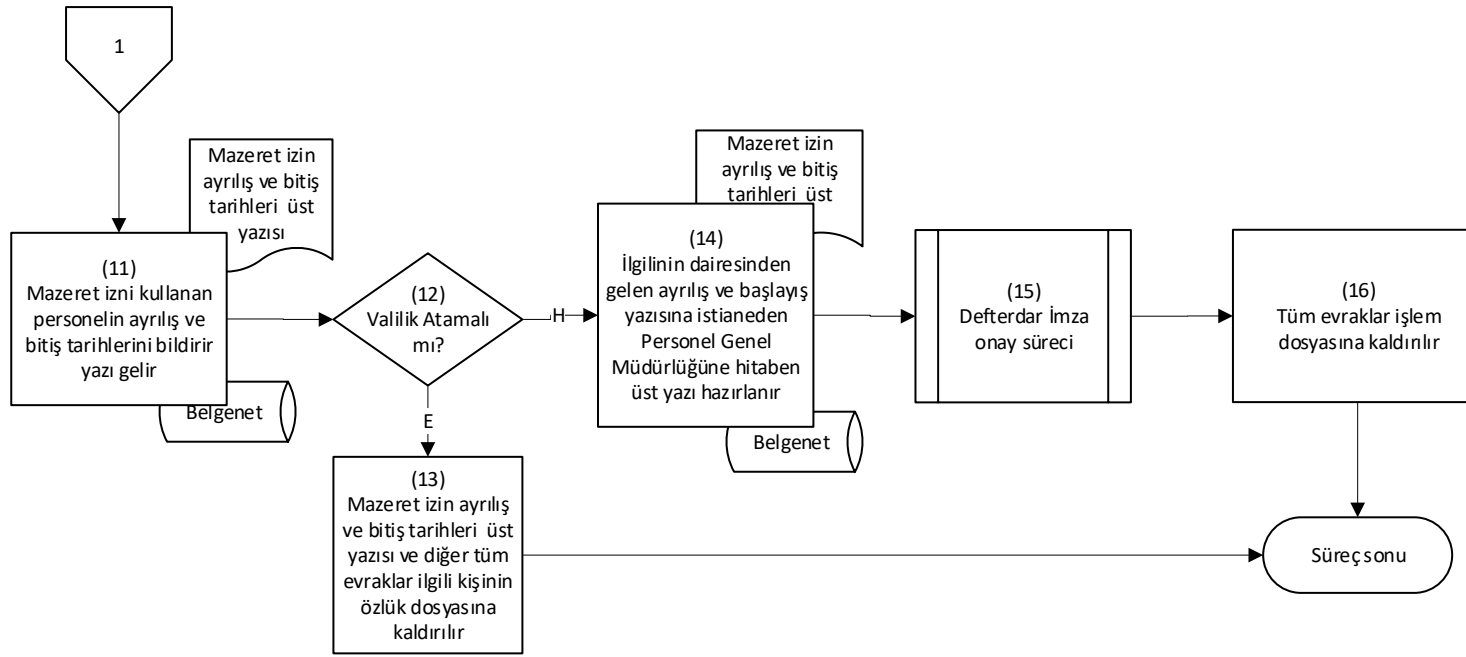 1
Mazeret izin
ayrılış ve bitiş
tarihleri  üst
yazısı
(11)
Mazeret izni kullanan
personelin ayrılış ve
bitiş tarihlerini bildirir
yazı gelir
Belgenet
(12)
Valilik Atamalı
mı?
H
E
(13)
Mazeret izin ayrılış
ve bitiş tarihleri  üst
yazısı ve diğer tüm
evraklar ilgili kişinin
özlük dosyasına
kaldırılır
Mazeret izin
ayrılış ve bitiş
tarihleri  üst
(14)
İlgilinin dairesinden
gelen ayrılış ve başlayış
yazısına istianeden
Personel Genel
Müdürlüğüne hitaben
üst yazı hazırlanır
Belgenet
(15)
Defterdar İmza
onay süreci
(16)
Tüm evraklar işlem
dosyasına kaldırılır
Süreç sonu